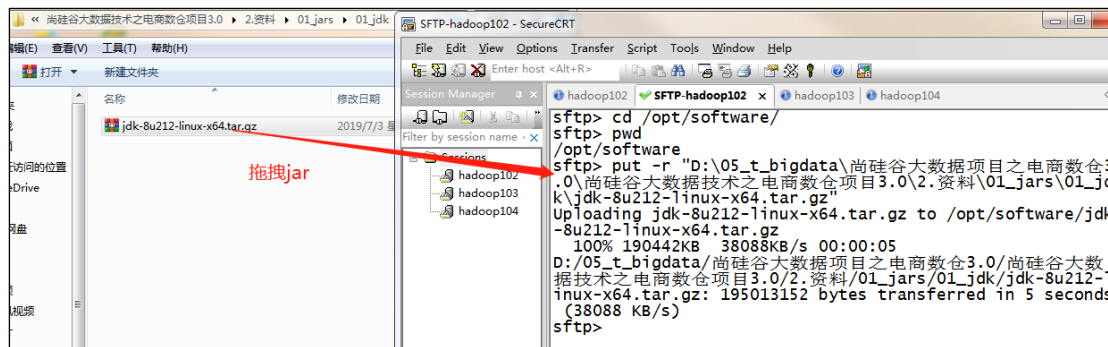 « 尚硅谷大数据技术之电商数仓项目3.0 ▸ 2.资料 ▸ 01_jars ▸ 01_jdk
编辑(E) 查看(V) 工具(T) 帮助(H)
打开 新建文件夹
名称 修改日期
jdk-8u212-linux-x64.tar.gz 2019/7/3 星
访问的位置
eDrive
网盘
视频
拖拽jar
SFTP-hadoop102 - SecureCRT
File Edit View Options Transfer Script Tools Window Help
Enter host <Alt+R>
Session Manager
Filter by session name
Sessions
hadoop102
hadoop103
hadoop104
hadoop102 SFTP-hadoop102 hadoop103 hadoop104
sftp> cd /opt/software/
sftp> pwd
/opt/software
sftp> put -r "D:\05_t_bigdata\尚硅谷大数据项目之电商数仓3
.0\尚硅谷大数据技术之电商数仓项目3.0\2.资料\01_jars\01_jd
k\jdk-8u212-linux-x64.tar.gz"
Uploading jdk-8u212-linux-x64.tar.gz to /opt/software/jdk
-8u212-linux-x64.tar.gz
100% 190442KB 38088KB/s 00:00:05
D:/05_t_bigdata/尚硅谷大数据项目之电商数仓3.0/尚硅谷大数
据技术之电商数仓项目3.0/2.资料/01_jars/01_jdk/jdk-8u212-l
inux-x64.tar.gz: 195013152 bytes transferred in 5 seconds
(38088 KB/s)
sftp>